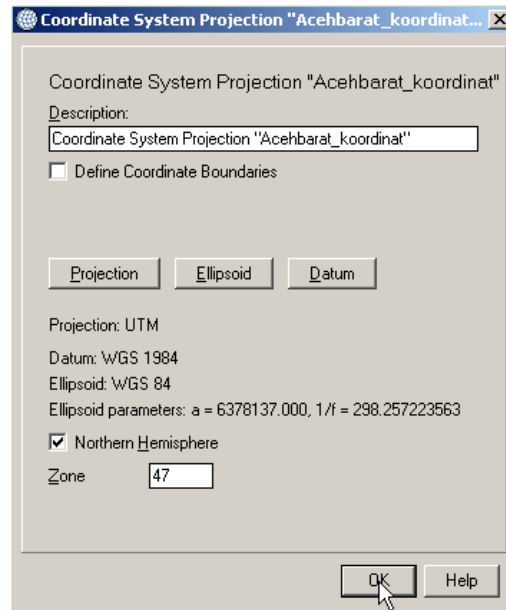 Coordinate System Projection "Acehbarat_koordinat...
Coordinate System Projection "Acehbarat_koordinat"
Description:
Coordinate System Projection "Acehbarat_koordinat"
Define Coordinate Boundaries
Projection Ellipsoid Datum
Projection: UTM
Datum: WGS 1984
Ellipsoid: WGS 84
Ellipsoid parameters: a = 6378137.000, 1/f = 298.257223563
Northern Hemisphere
Zone 47
OK Help